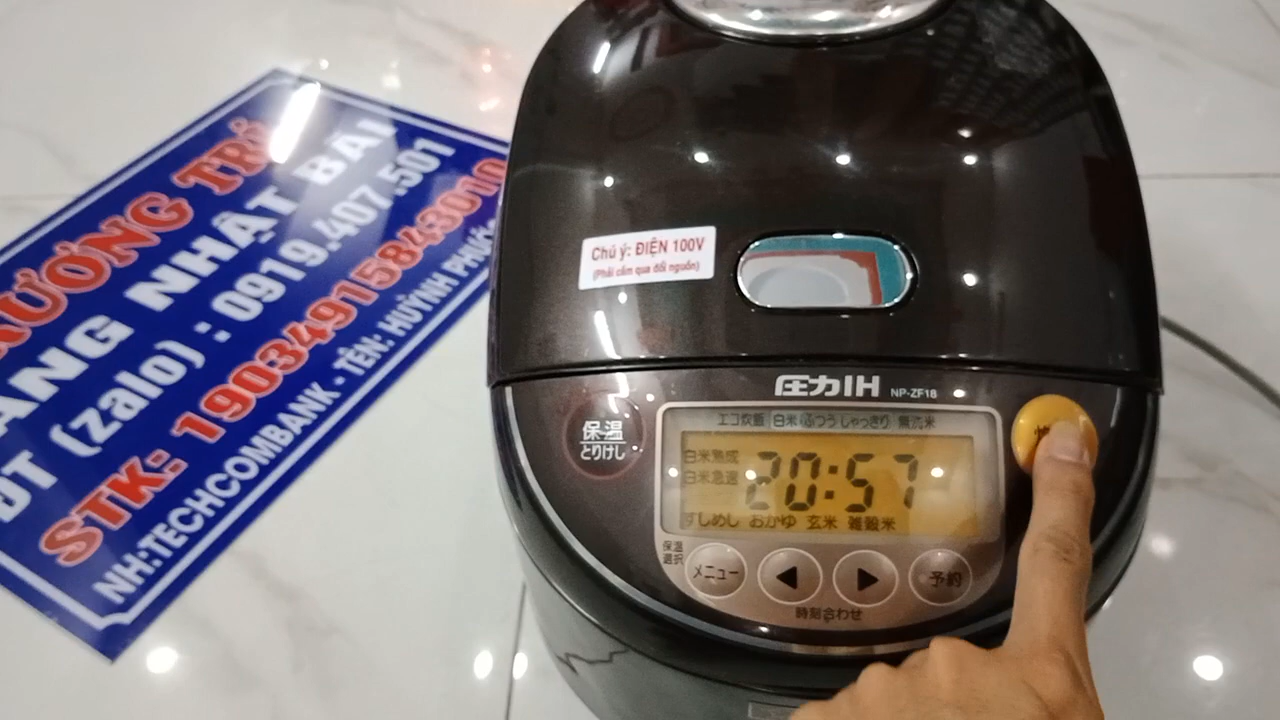 XƯỞNG TRÍ
HÀNG NHẬT BÃI
ĐT (zalo) : 0919.407.501
STK: 19034915843010
NH:TECHCOMBANK - TÊN: HUỲNH PHƯỚC
Chú ý: ĐIỆN 100V
(Phải cắm qua đổi nguồn)
圧力IH NP-ZF18
保温
とりけし
エコ炊飯 白米 ふつう しゃっきり 無洗米
白米熟成
白米急速
20:57
すしめし おかゆ 玄米 雑穀米
保温
選択
メニュー
予約
時刻合わせ